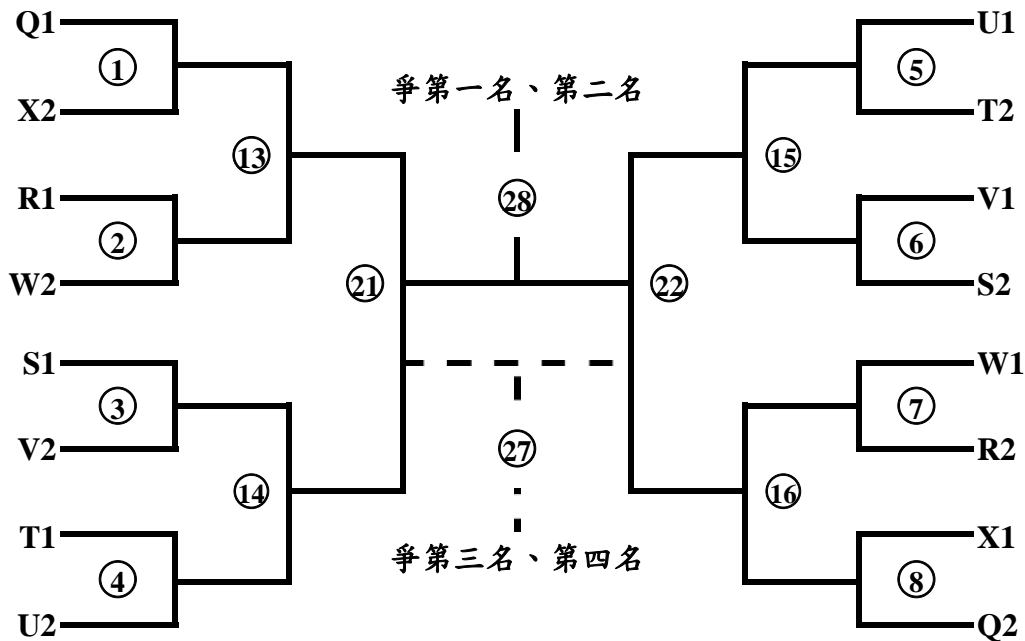 Q1
①
X2
⑬
R1
②
W2
㉑
S1
③
V2
⑭
T1
④
U2
爭第一名、第二名
㉘
㉗
爭第三名、第四名
U1
⑤
T2
⑮
V1
⑥
S2
㉒
W1
⑦
R2
⑯
X1
⑧
Q2